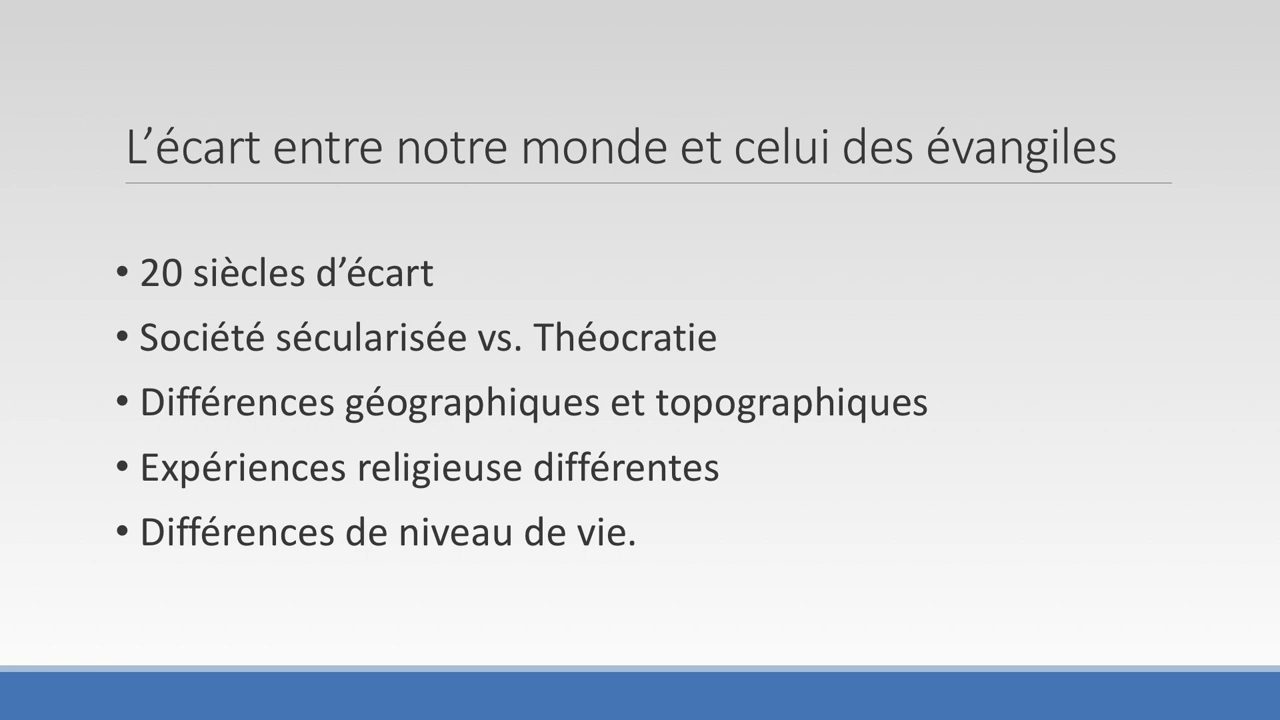 L’écart entre notre monde et celui des évangiles
• 20 siècles d’écart
• Société sécularisée vs. Théocratie
• Différences géographiques et topographiques
• Expériences religieuse différentes
• Différences de niveau de vie.